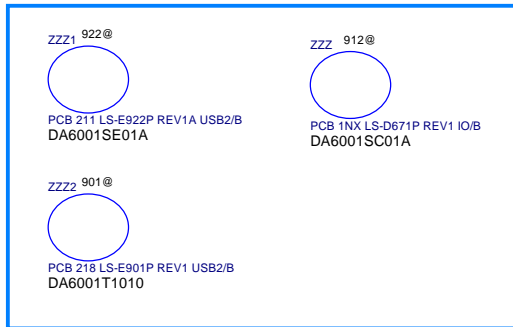 ZZZ1 922@
PCB 211 LS-E922P REV1A USB2/B
DA6001SE01A
ZZZ 912@
PCB 1NX LS-D671P REV1 IO/B
DA6001SC01A
ZZZ2 901@
PCB 218 LS-E901P REV1 USB2/B
DA6001T1010